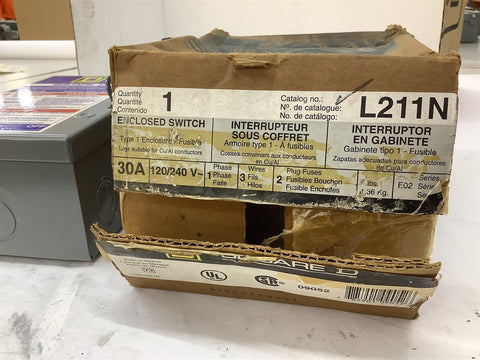 Quantity
Quantité
Contenido
1
Catalog no.:
Nº. de catalogue:
No. de catálogo:
L211N
ENCLOSED SWITCH
Type 1 Enclosure - Fusible
Lugs suitable for Cu/Al conductors
INTERRUPTEUR
SOUS COFFRET
Armoire type 1 - À fusibles
Cosses convenant aux conducteurs
en Cu/Al
INTERRUPTOR
EN GABINETE
Gabinete tipo 1 - Fusible
Zapatas adecuadas para conductores
de Cu/Al
30A
120/240 V~
1
Phase
Phase
Fase
3
Wires
Fils
Hilos
2
Plug Fuses
Fusibles Bouchon
Fusible Enchufes
lbs.
.36 Kg.
E02
Series
Série
Serie
SQUARE D
UL
09052